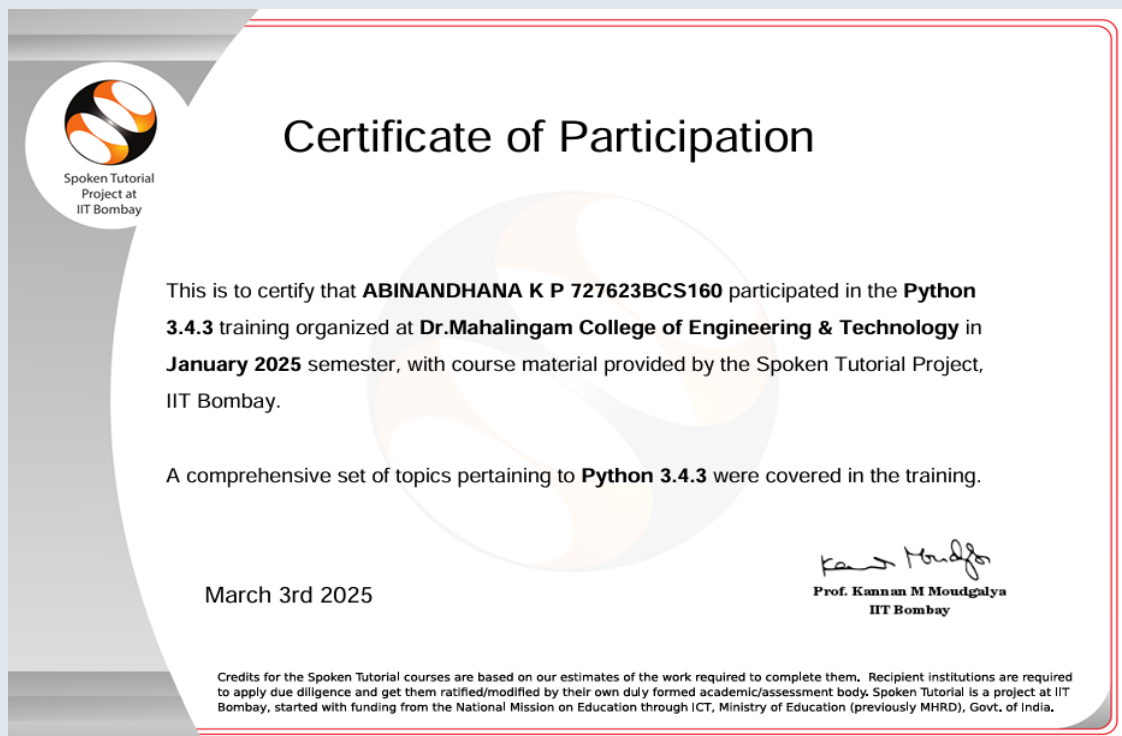 Spoken Tutorial
Project at
IIT Bombay
Certificate of Participation
This is to certify that ABINANDHANA K P 727623BCS160 participated in the Python
3.4.3 training organized at Dr.Mahalingam College of Engineering & Technology in
January 2025 semester, with course material provided by the Spoken Tutorial Project,
IIT Bombay.
A comprehensive set of topics pertaining to Python 3.4.3 were covered in the training.
March 3rd 2025
Prof. Kannan M Moudgalya
IIT Bombay
Credits for the Spoken Tutorial courses are based on our estimates of the work required to complete them. Recipient institutions are required
to apply due diligence and get them ratified/modified by their own duly formed academic/assessment body. Spoken Tutorial is a project at IIT
Bombay, started with funding from the National Mission on Education through ICT, Ministry of Education (previously MHRD), Govt. of India.